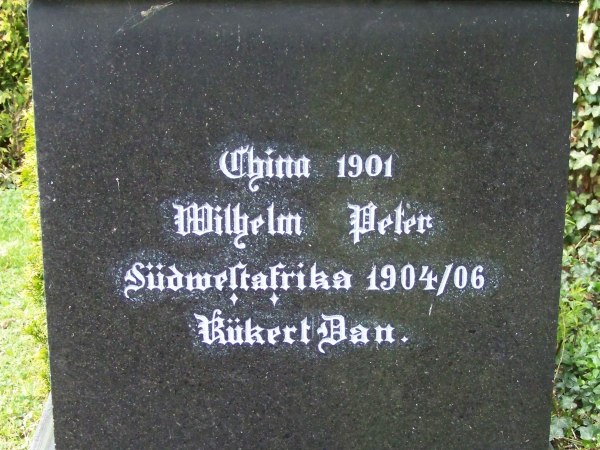 China 1901
Wilhelm Peter
Südwestafrika 1904/06
Rükert Dan.